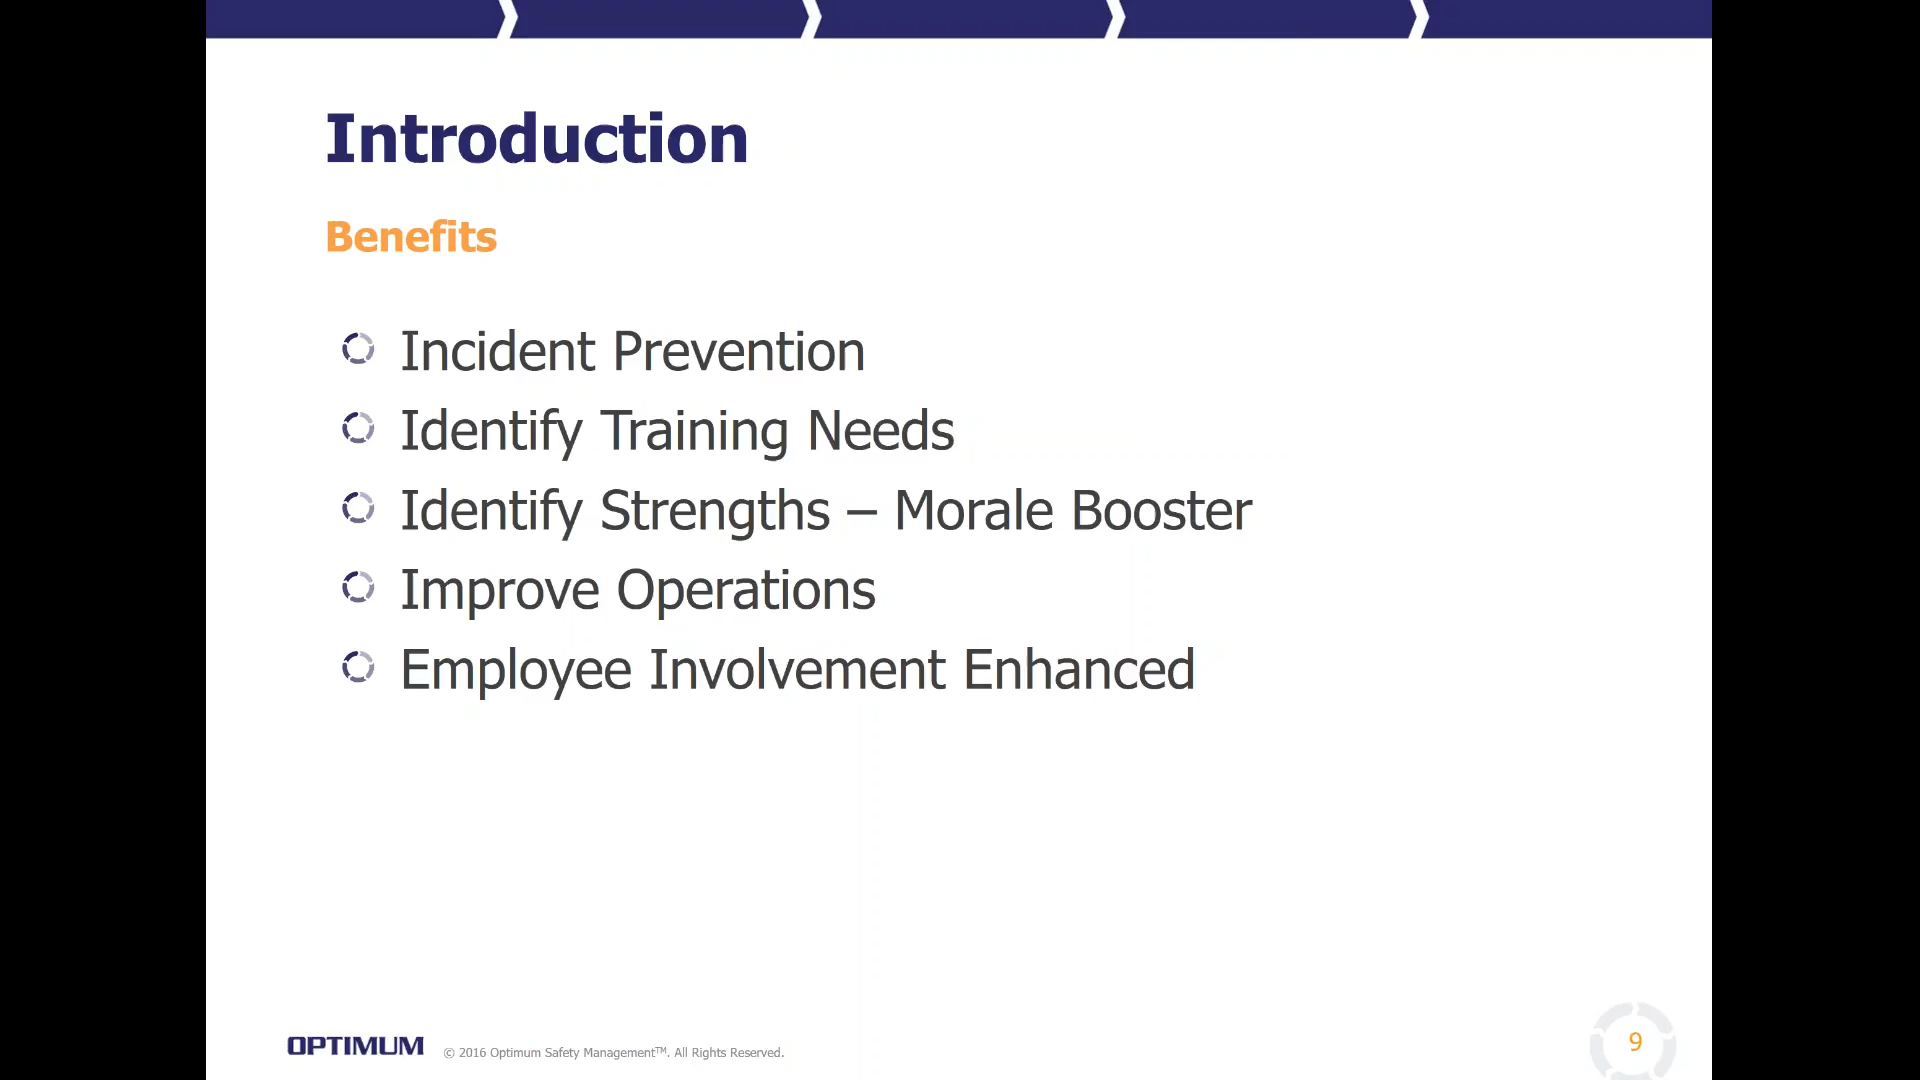 Introduction
Benefits
Incident Prevention
Identify Training Needs
Identify Strengths – Morale Booster
Improve Operations
Employee Involvement Enhanced
OPTIMUM © 2016 Optimum Safety Management™. All Rights Reserved.
9